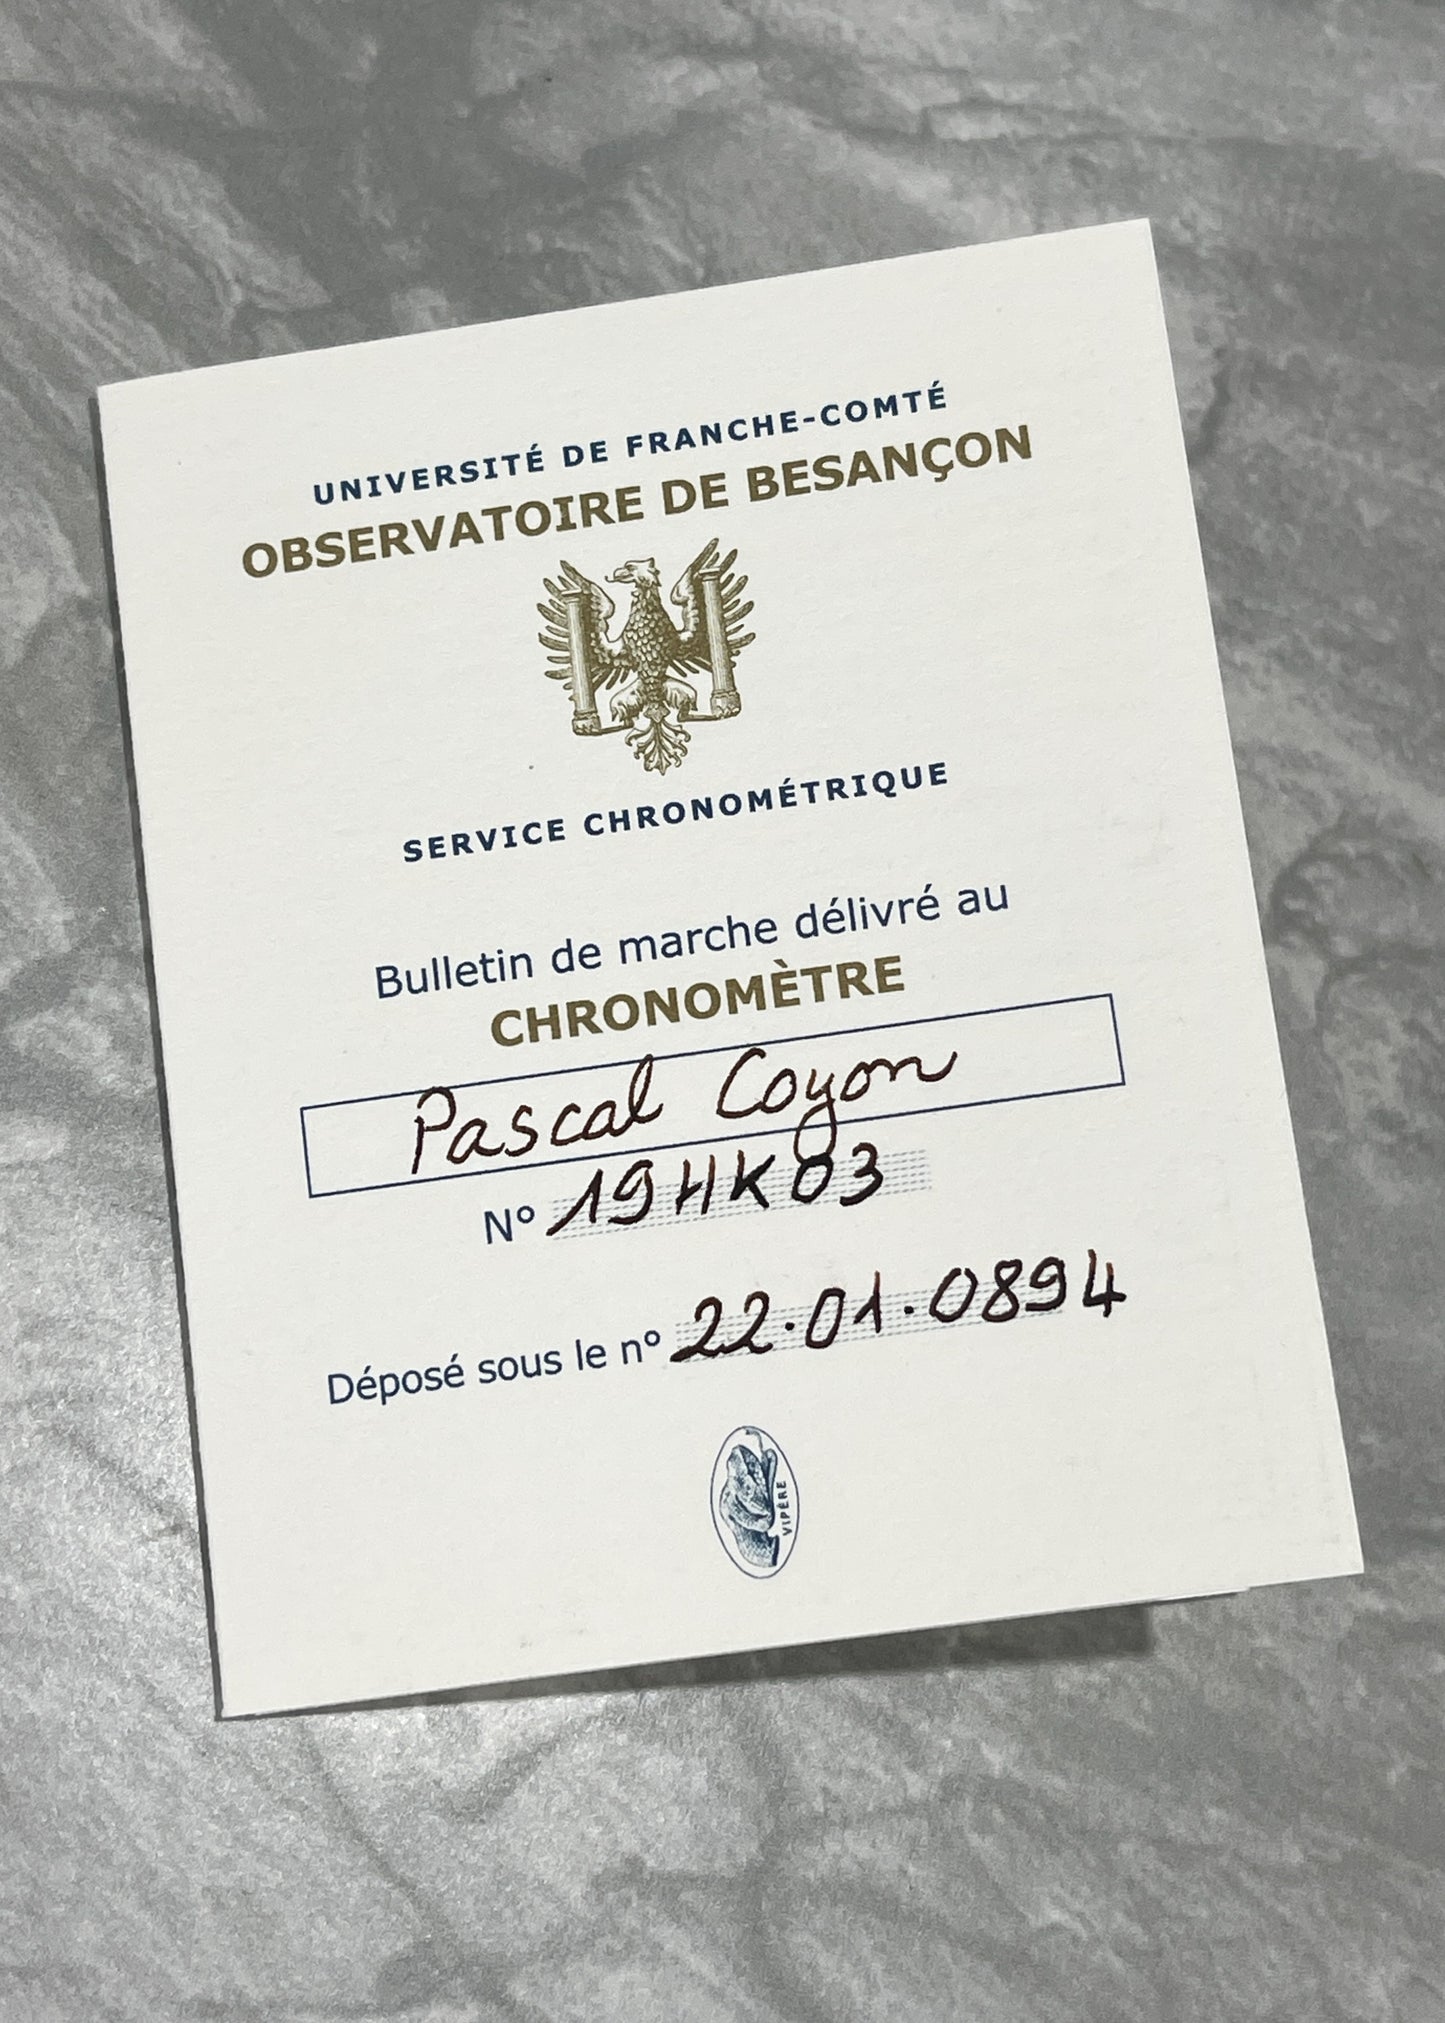 UNIVERSITÉ DE FRANCHE-COMTÉ
OBSERVATOIRE DE BESANÇON
SERVICE CHRONOMÉTRIQUE
Bulletin de marche délivré au
CHRONOMÈTRE
Pascal Coyon
N° 19HK03
Déposé sous le n° 22.01.0894
VIPÈRE